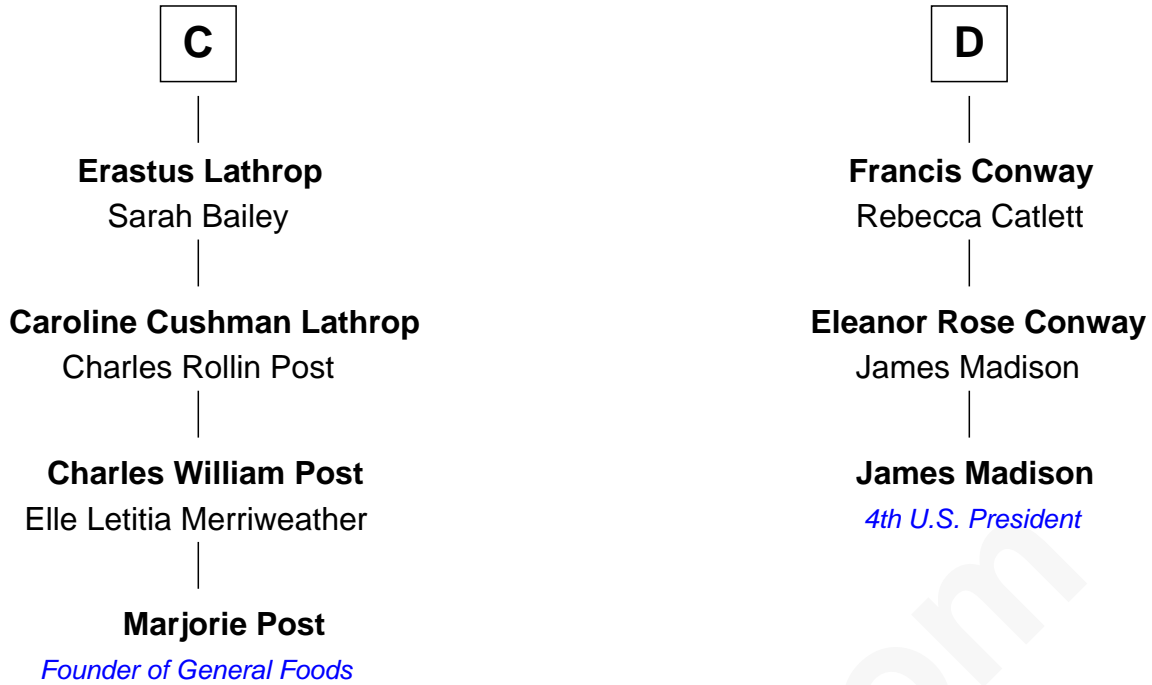 C
Erastus Lathrop
Sarah Bailey
Caroline Cushman Lathrop
Charles Rollin Post
Charles William Post
Elle Letitia Merriweather
Marjorie Post
Founder of General Foods
D
Francis Conway
Rebecca Catlett
Eleanor Rose Conway
James Madison
James Madison
4th U.S. President
om